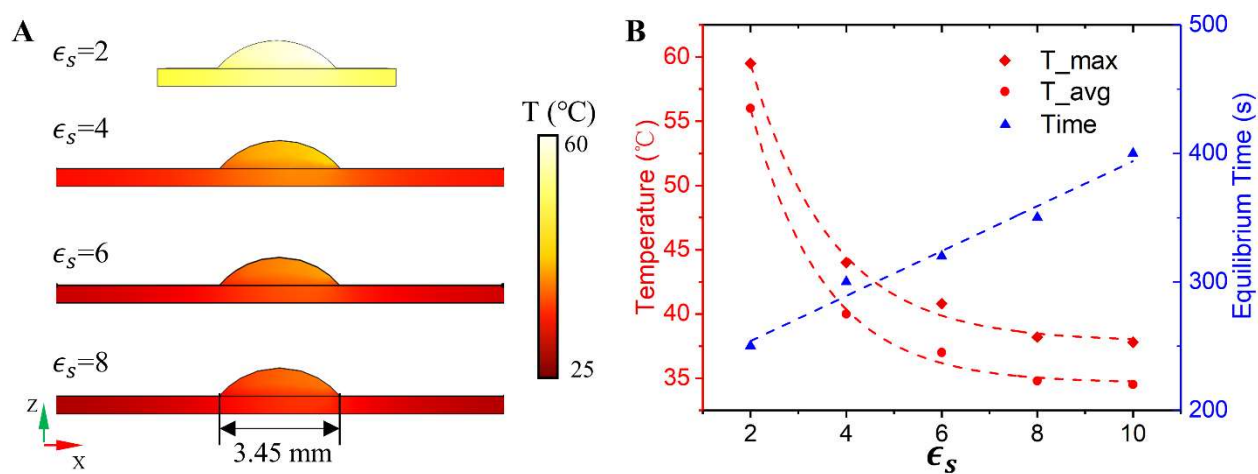 A
ϵs=2
ϵs=4
ϵs=6
ϵs=8
T (°C)
60
25
Z
X
3.45 mm
B
Temperature (℃)
60
55
50
45
40
35
2
4
6
8
10
ϵs
T_max
T_avg
Time
500
400
300
200
Equilibrium Time (s)